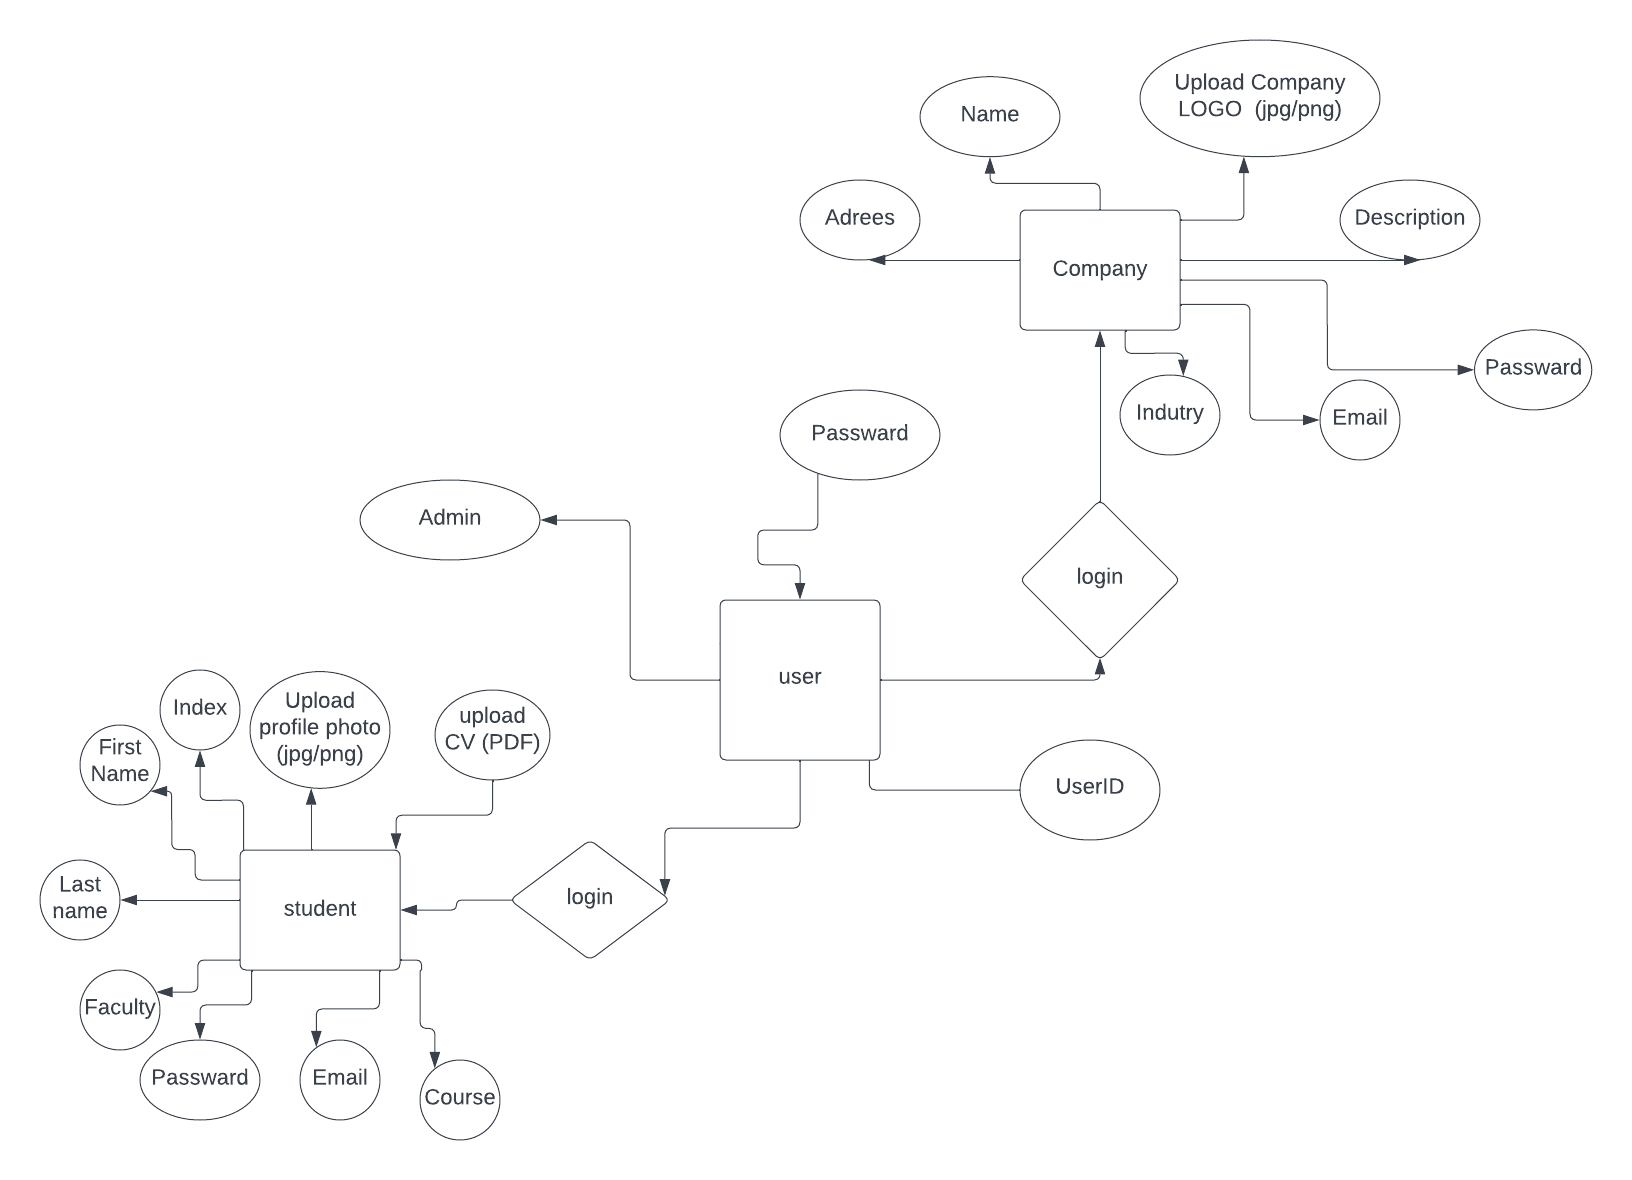 Upload Company
LOGO (jpg/png)
Name
Adrees
Description
Company
Passward
Indutry
Email
Passward
Admin
login
user
UserID
Index
Upload
profile photo
(jpg/png)
upload
CV (PDF)
First
Name
Last
name
student
login
Faculty
Passward
Email
Course